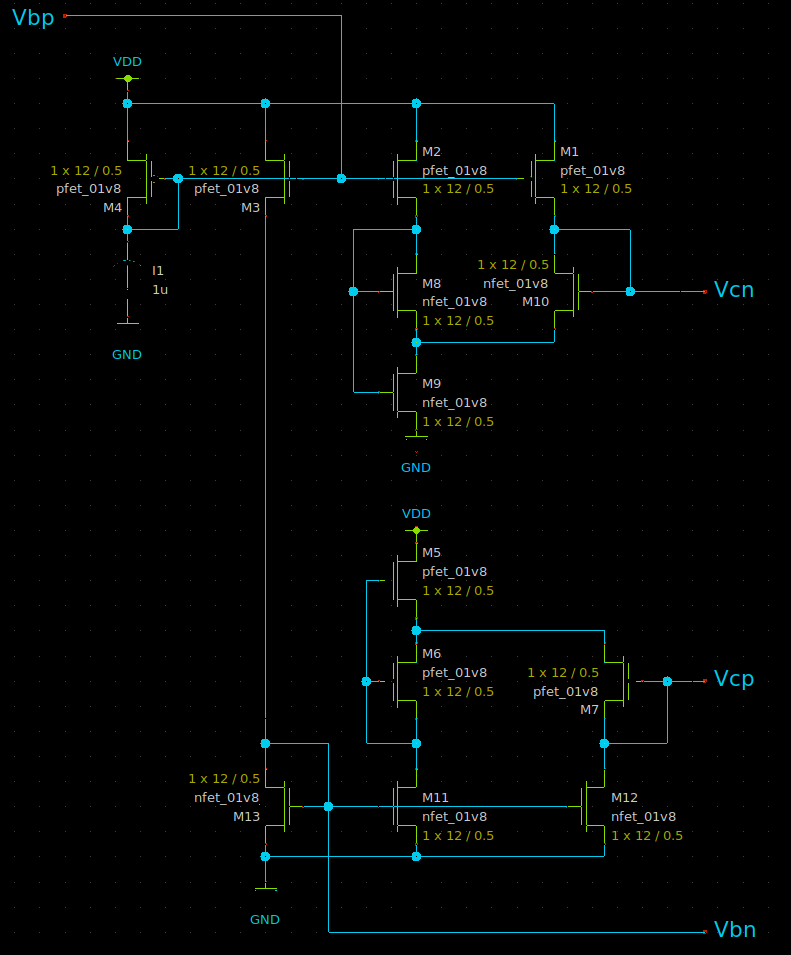 Vbp
VDD
1 x 12 / 0.5
pfet_01v8
M4
1 x 12 / 0.5
pfet_01v8
M3
M2
pfet_01v8
1 x 12 / 0.5
M1
pfet_01v8
1 x 12 / 0.5
I1
1u
GND
M8
nfet_01v8
1 x 12 / 0.5
1 x 12 / 0.5
nfet_01v8
M10
Vcn
M9
nfet_01v8
1 x 12 / 0.5
GND
VDD
M5
pfet_01v8
1 x 12 / 0.5
M6
pfet_01v8
1 x 12 / 0.5
1 x 12 / 0.5
pfet_01v8
M7
Vcp
1 x 12 / 0.5
nfet_01v8
M13
M11
nfet_01v8
1 x 12 / 0.5
M12
nfet_01v8
1 x 12 / 0.5
GND
Vbn